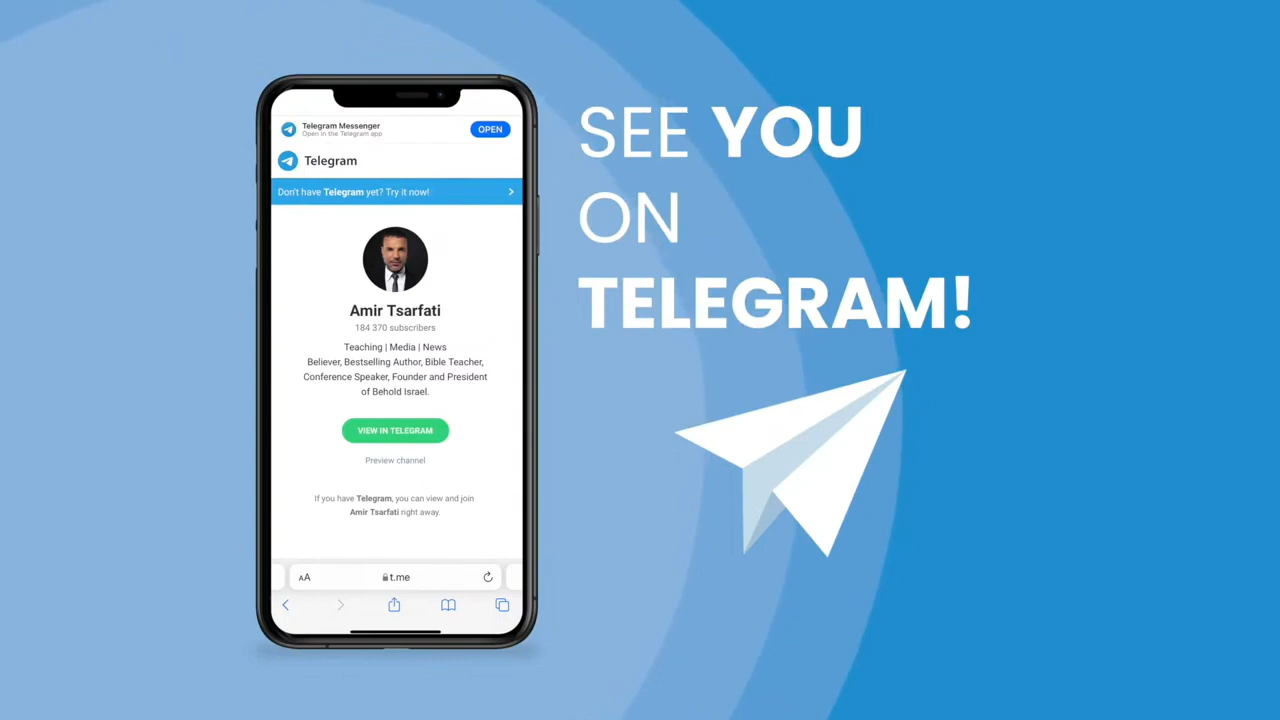 Telegram Messenger
Open in the Telegram app
OPEN
Telegram
Don't have Telegram yet? Try it now!
Amir Tsarfati
184 370 subscribers
Teaching | Media | News
Believer, Bestselling Author, Bible Teacher,
Conference Speaker, Founder and President
of Behold Israel.
VIEW IN TELEGRAM
Preview channel
If you have Telegram, you can view and join
Amir Tsarfati right away.
AA
t.me
SEE YOU
ON
TELEGRAM!